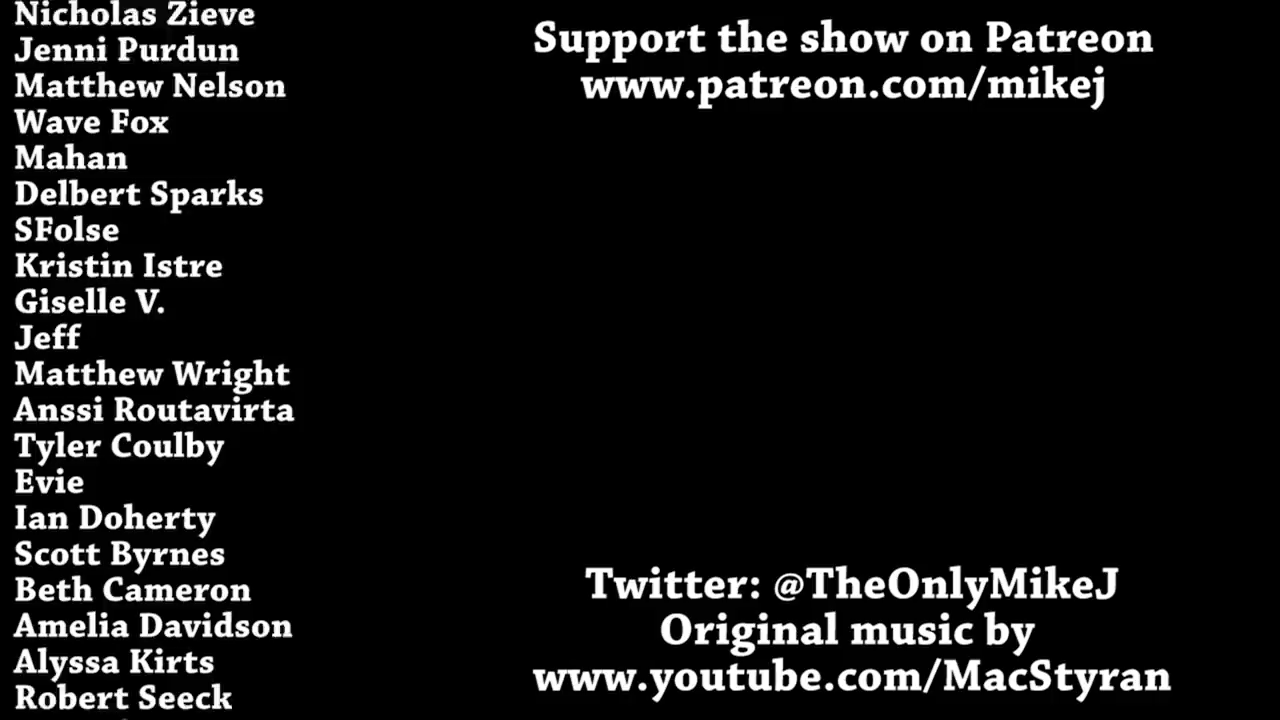 Nicholas Zieve
Jenni Purdun
Matthew Nelson
Wave Fox
Mahan
Delbert Sparks
SFolse
Kristin Istre
Giselle V.
Jeff
Matthew Wright
Anssi Routavirta
Tyler Coulby
Evie
Ian Doherty
Scott Byrnes
Beth Cameron
Amelia Davidson
Alyssa Kirts
Robert Seeck
Support the show on Patreon
www.patreon.com/mikej
Twitter: @TheOnlyMikeJ
Original music by
www.youtube.com/MacStyran